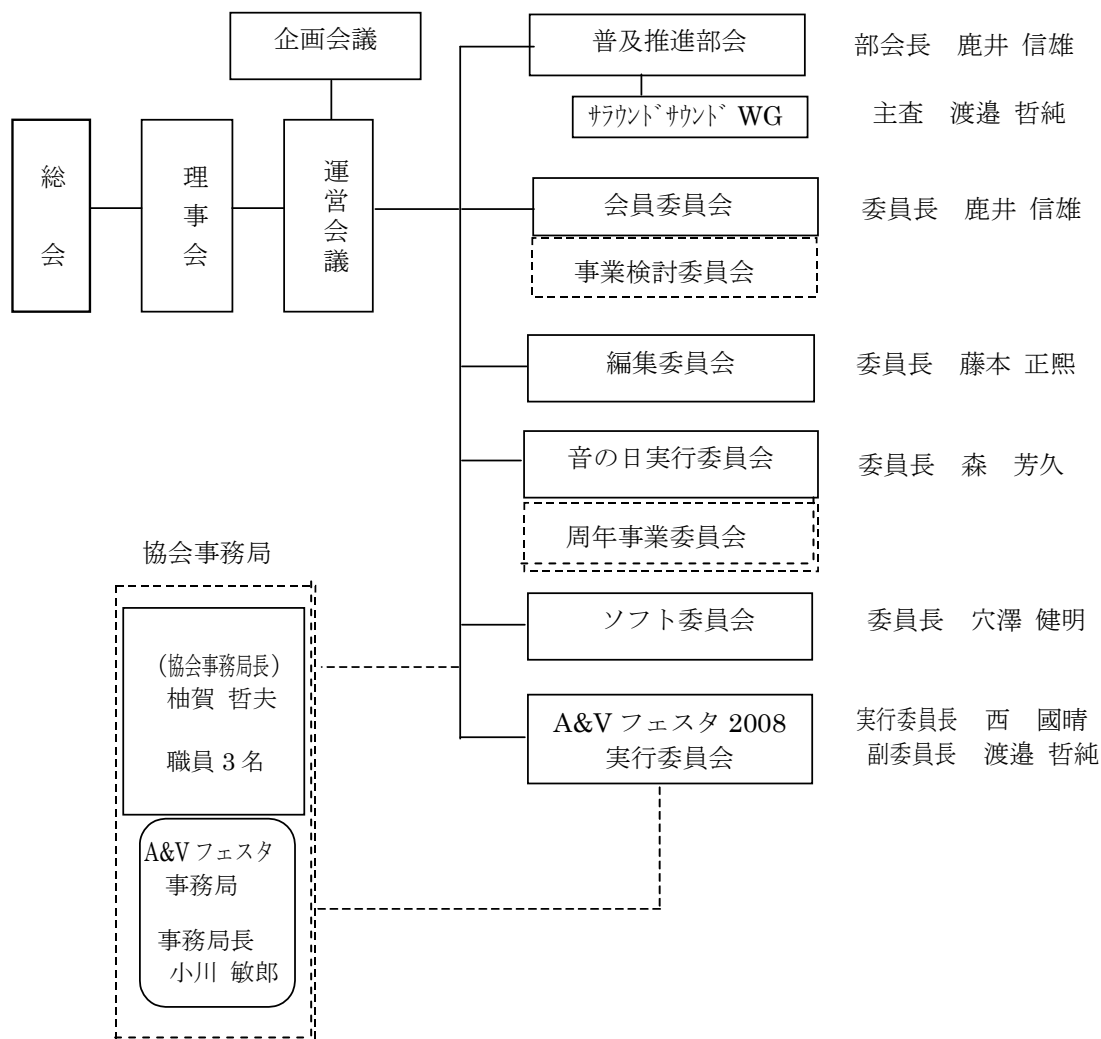 企画会議
総会
理事会
運営会議
普及推進部会 部会長 鹿井 信雄
ｻﾗｳﾝﾄﾞｻｳﾝﾄﾞ WG 主査 渡邉 哲純
会員委員会 委員長 鹿井 信雄
事業検討委員会
編集委員会 委員長 藤本 正熙
音の日実行委員会 委員長 森 芳久
周年事業委員会
ソフト委員会 委員長 穴澤 健明
A&V フェスタ 2008 実行委員長 西 國晴
実行委員会 副委員長 渡邉 哲純
協会事務局
(協会事務局長)
柚賀 哲夫
職員 3 名
A&V フェスタ
事務局
事務局長
小川 敏郎